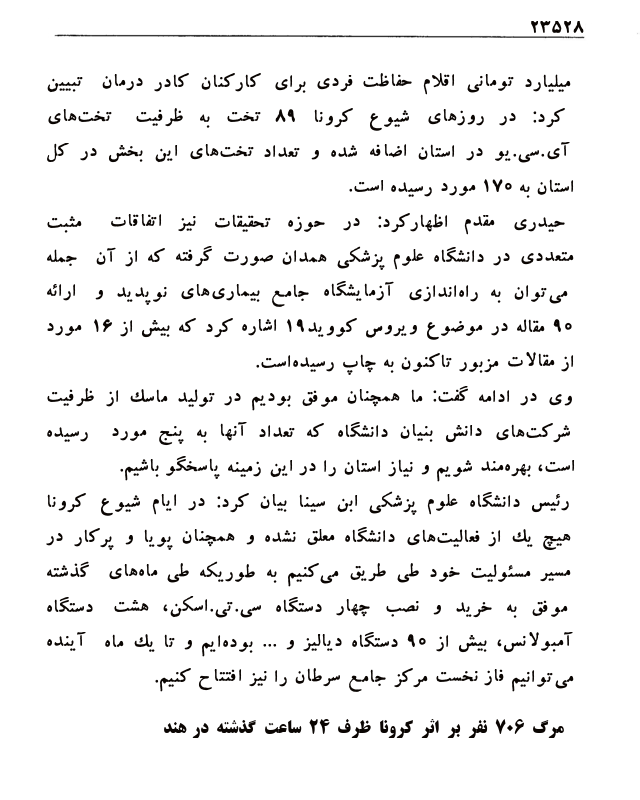 ۲۳۵۲۸
میلیارد تومانی اقلام حفاظت فردی برای کارکنان کادر درمان تبیین
کرد: در روزهای شیوع کرونا ۸۹ تخت به ظرفیت تخت‌های
آی.سی.یو در استان اضافه شده و تعداد تخت‌های این بخش در کل
استان به ۱۷۰ مورد رسیده است.
حیدری مقدم اظهارکرد: در حوزه تحقیقات نیز اتفاقات مثبت
متعددی در دانشگاه علوم پزشکی همدان صورت گرفته که از آن جمله
می‌توان به راه‌اندازی آزمایشگاه جامع بیماری‌های نوپدید و ارائه
۹۰ مقاله در موضوع ویروس کووید۱۹ اشاره کرد که بیش از ۱۶ مورد
از مقالات مزبور تاکنون به چاپ رسیده‌است.
وی در ادامه گفت: ما همچنان موفق بودیم در تولید ماسک از ظرفیت
شرکت‌های دانش بنیان دانشگاه که تعداد آنها به پنج مورد رسیده
است، بهره‌مند شویم و نیاز استان را در این زمینه پاسخگو باشیم.
رئیس دانشگاه علوم پزشکی ابن سینا بیان کرد: در ایام شیوع کرونا
هیچ یک از فعالیت‌های دانشگاه معلق نشده و همچنان پویا و پرکار در
مسیر مسئولیت خود طی طریق می‌کنیم به طوریکه طی ماه‌های گذشته
موفق به خرید و نصب چهار دستگاه سی.تی.اسکن، هشت دستگاه
آمبولانس، بیش از ۹۰ دستگاه دیالیز و ... بوده‌ایم و تا یک ماه آینده
می‌توانیم فاز نخست مرکز جامع سرطان را نیز افتتاح کنیم.
مرگ ۷۰۶ نفر بر اثر کرونا ظرف ۲۴ ساعت گذشته در هند